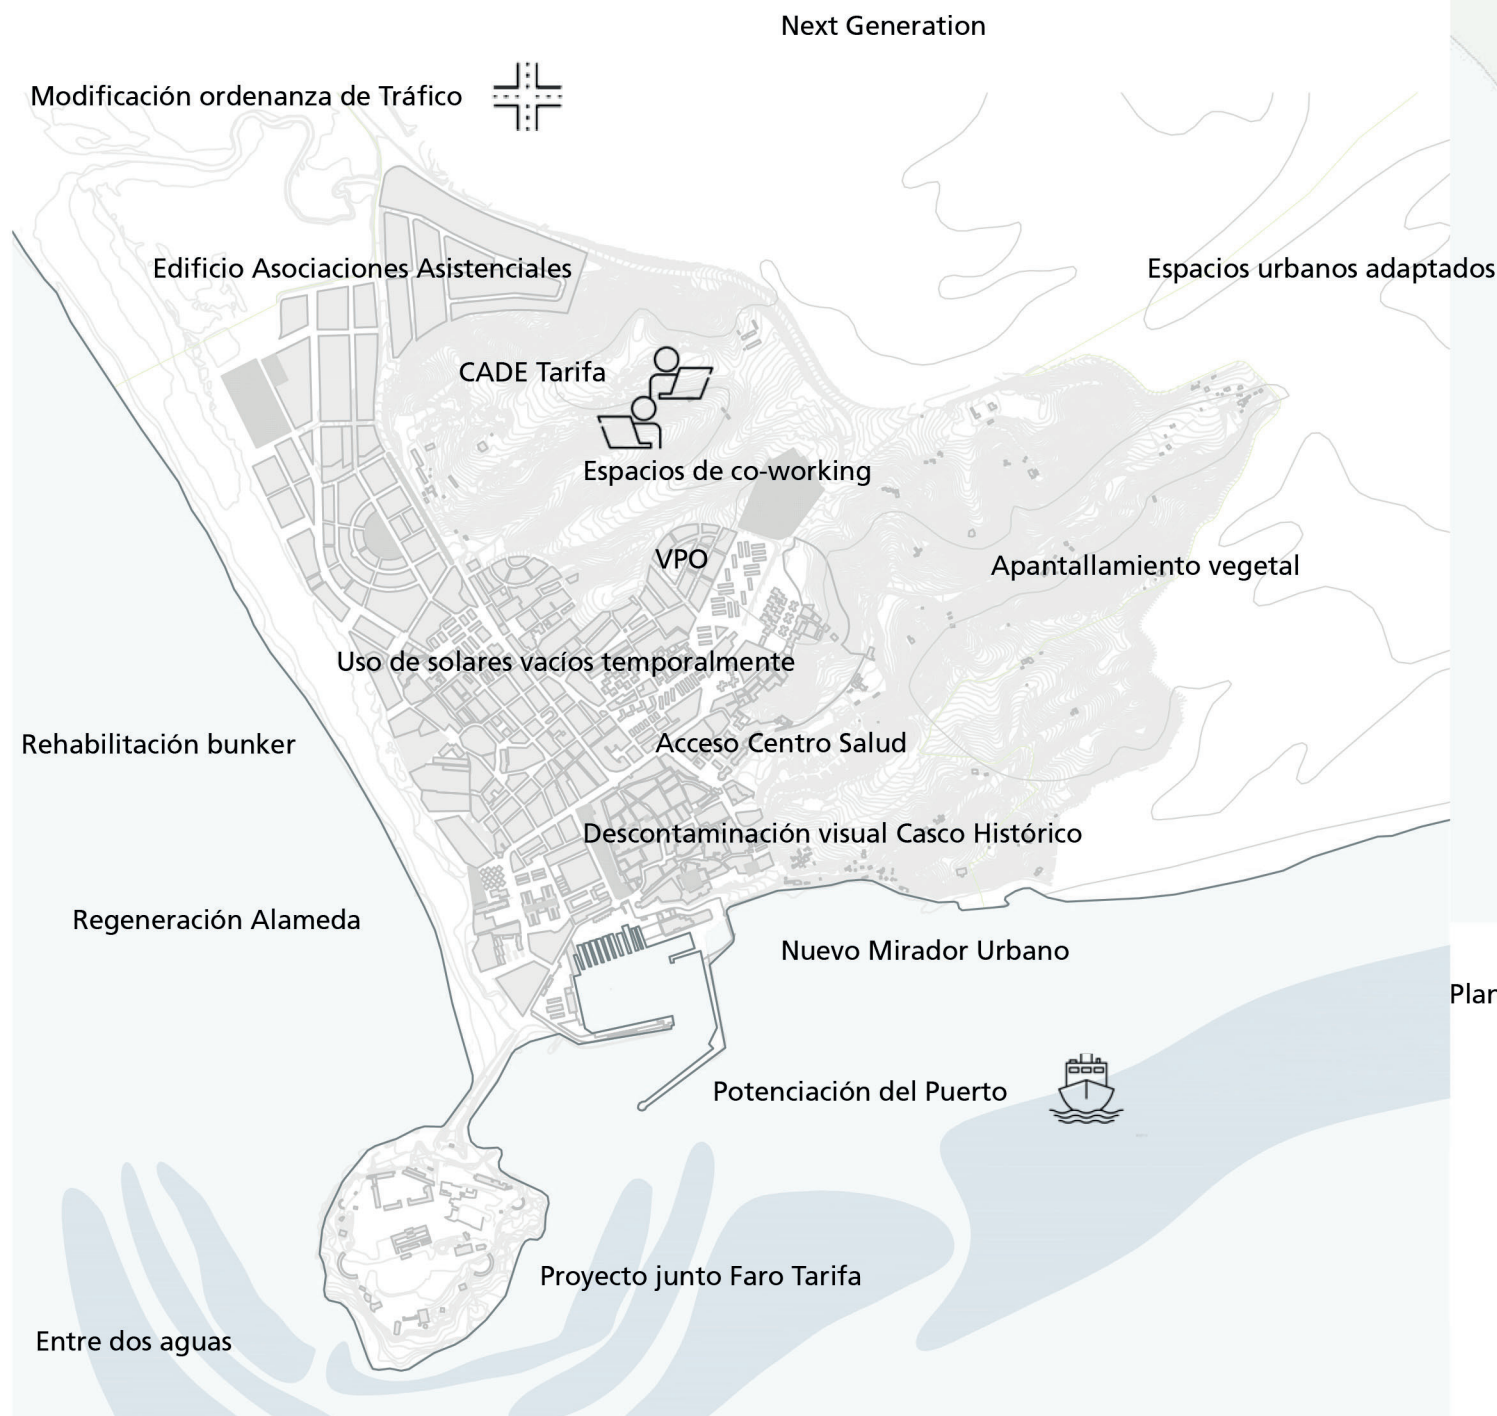 Next Generation
Modificación ordenanza de Tráfico
Edificio Asociaciones Asistenciales
Espacios urbanos adaptados
CADE Tarifa
Espacios de co-working
VPO
Apantallamiento vegetal
Uso de solares vacíos temporalmente
Rehabilitación bunker
Acceso Centro Salud
Descontaminación visual Casco Histórico
Regeneración Alameda
Nuevo Mirador Urbano
Plan
Potenciación del Puerto
Proyecto junto Faro Tarifa
Entre dos aguas